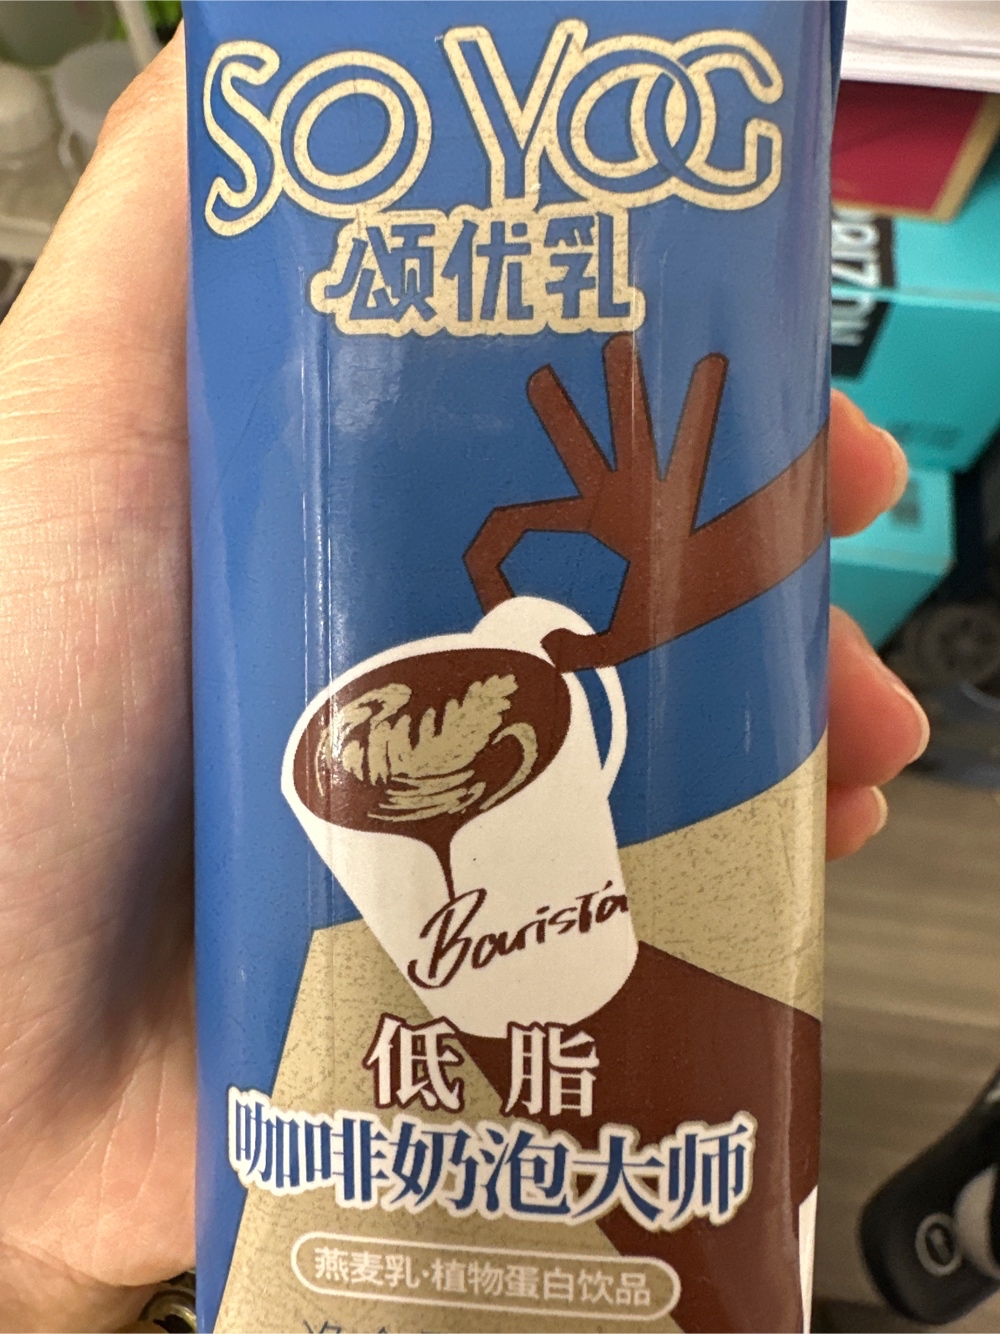 SO YOG
颂优乳
Barista
低脂
咖啡奶泡大师
燕麦乳·植物蛋白饮品